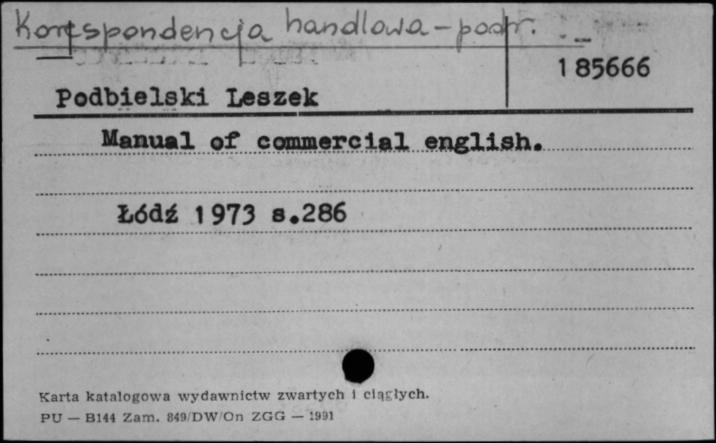 Korespondencja handlowa - podr.
185666
Podbielski Leszek
Manual of commercial english.
Łódź 1973 s.286
Karta katalogowa wydawnictw zwartych i ciągłych.
PU — B144 Zam. 849/DW/On ZGG — 1991